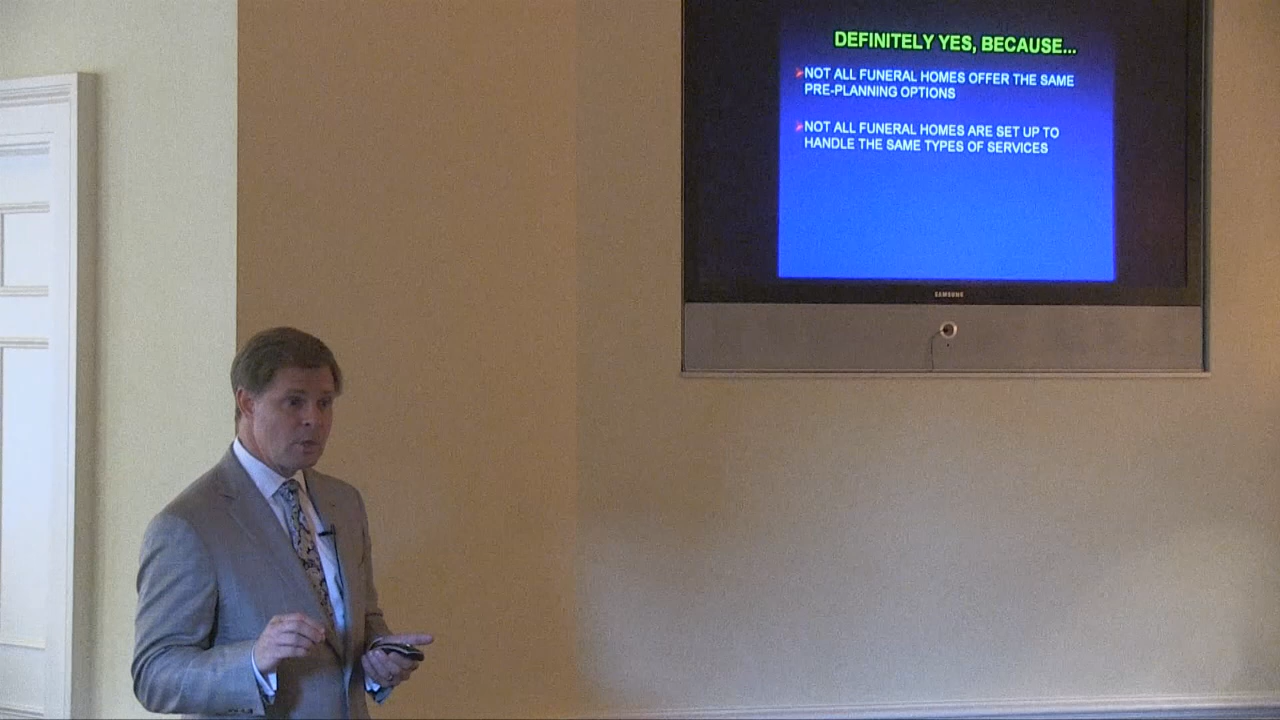 DEFINITELY YES, BECAUSE...
NOT ALL FUNERAL HOMES OFFER THE SAME
PRE-PLANNING OPTIONS
NOT ALL FUNERAL HOMES ARE SET UP TO
HANDLE THE SAME TYPES OF SERVICES
SAMSUNG